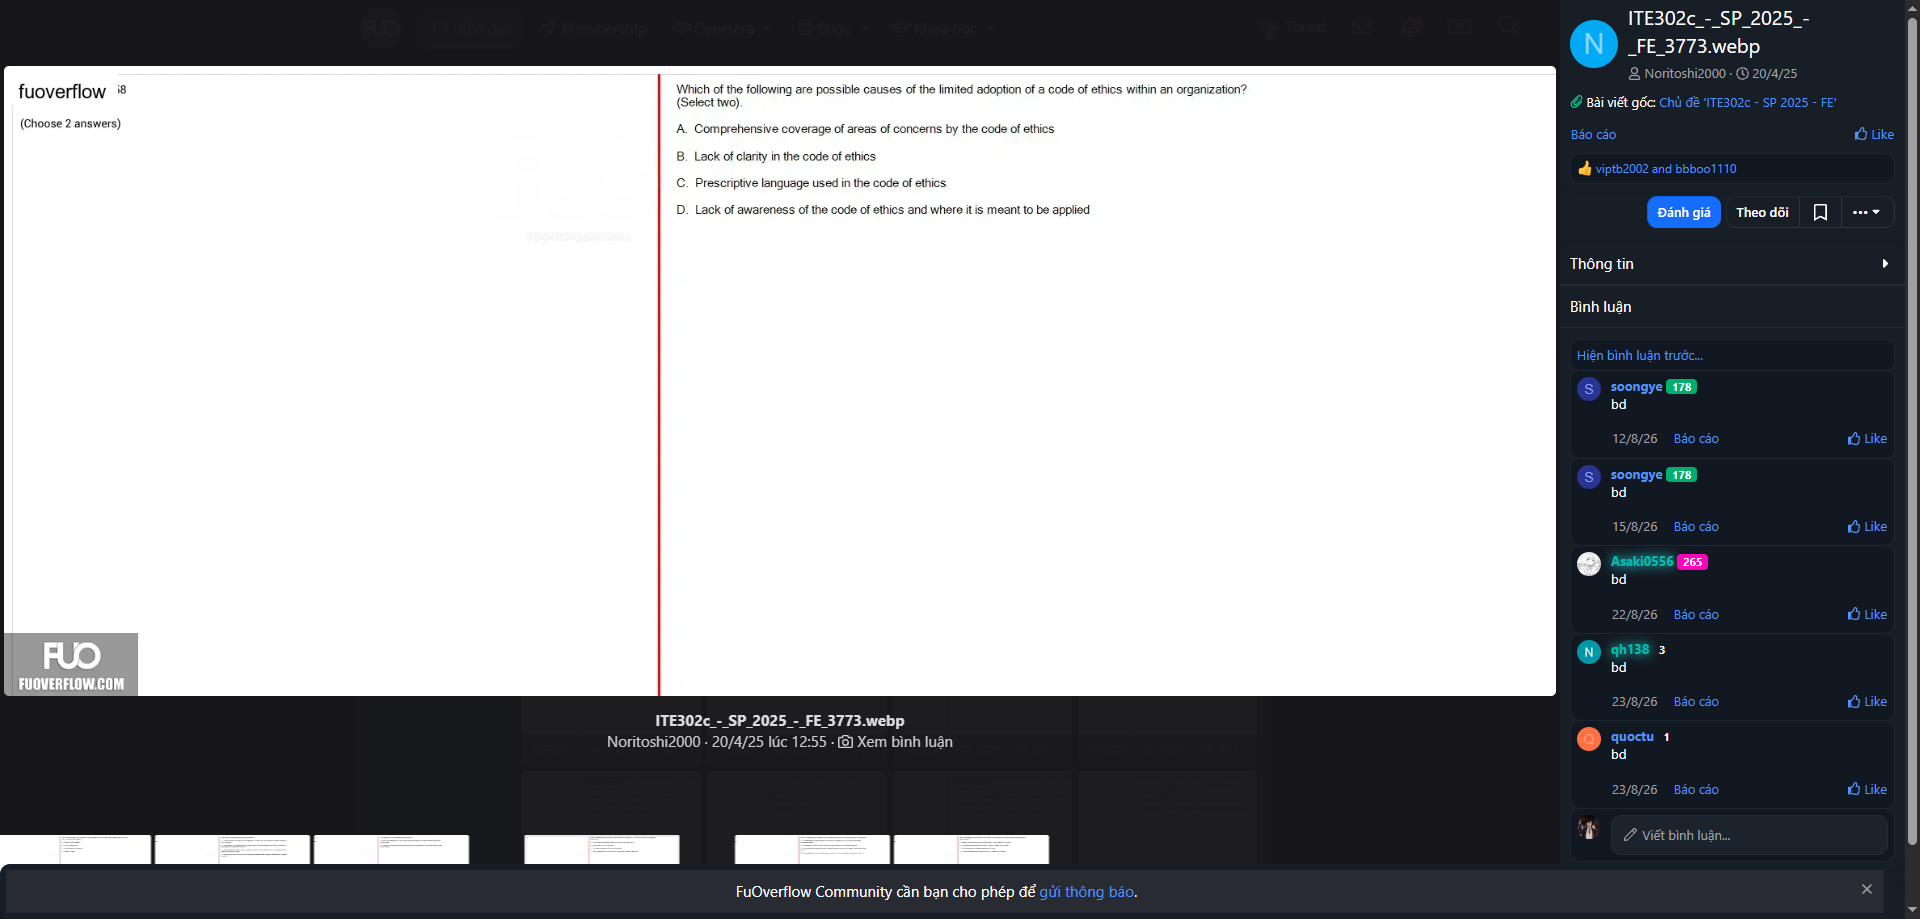 FUO
Membership
Coursera
Khoá học
Torest
fuoverflow
58
(Choose 2 answers)
Which of the following are possible causes of the limited adoption of a code of ethics within an organization?
(Select two).
A. Comprehensive coverage of areas of concerns by the code of ethics
B. Lack of clarity in the code of ethics
C. Prescriptive language used in the code of ethics
D. Lack of awareness of the code of ethics and where it is meant to be applied
FUO
FUOVERFLOW.COM
ITE302c_-_SP_2025_-_FE_3773.webp
Noritoshi2000 · 20/4/25 lúc 12:55 · Xem bình luận
N
ITE302c_-_SP_2025_-
_FE_3773.webp
Noritoshi2000 · 20/4/25
Bài viết gốc: Chủ đề 'ITE302c - SP 2025 - FE'
Báo cáo
Like
viptb2002 and bbboo1110
Đánh giá
Theo dõi
Thông tin
Bình luận
Hiện bình luận trước...
S
soongye 178
bd
12/8/26 Báo cáo Like
S
soongye 178
bd
15/8/26 Báo cáo Like
Asaki0556 265
bd
22/8/26 Báo cáo Like
N
qh138 3
bd
23/8/26 Báo cáo Like
Q
quoctu 1
bd
23/8/26 Báo cáo Like
Viết bình luận...
FuOverflow Community cần bạn cho phép để gửi thông báo.